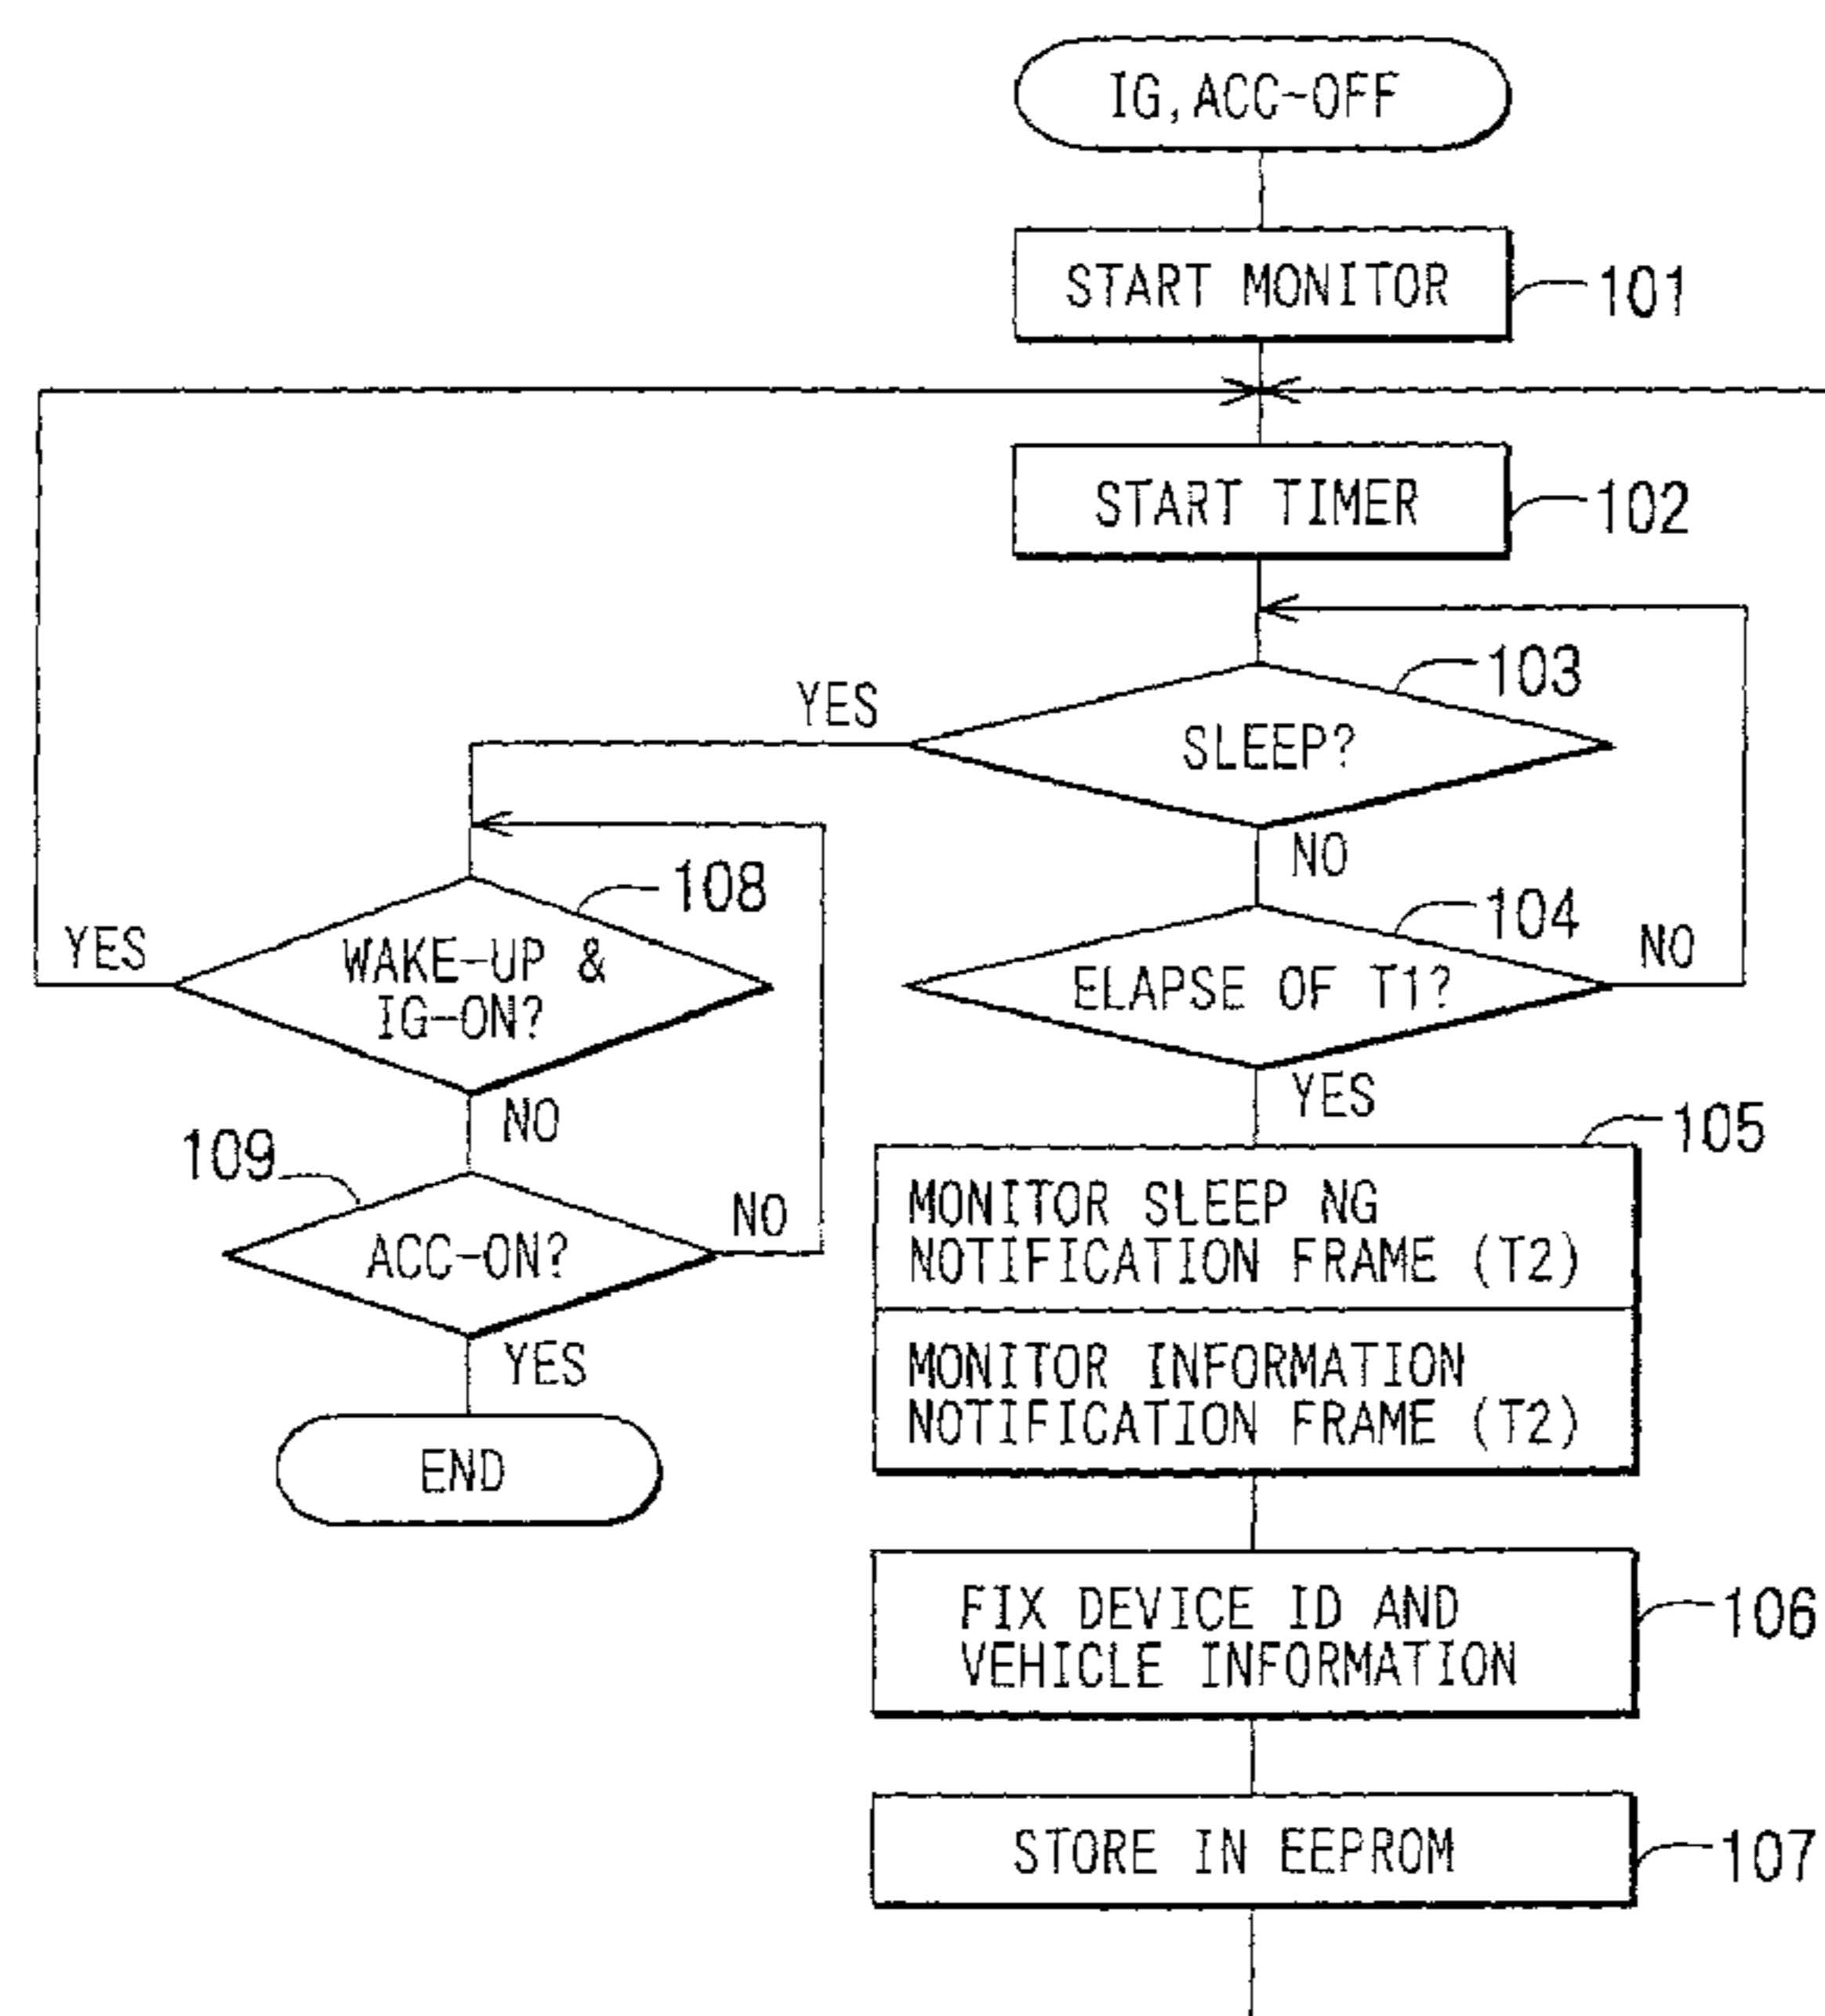 IG,ACC-OFF
START MONITOR
101
START TIMER
102
103
YES
SLEEP?
NO
108
104
YES
WAKE-UP &
IG-ON?
ELAPSE OF T1?
NO
NO
YES
105
109
ACC-ON?
NO
MONITOR SLEEP NG
NOTIFICATION FRAME (T2)
YES
MONITOR INFORMATION
NOTIFICATION FRAME (T2)
END
FIX DEVICE ID AND
VEHICLE INFORMATION
106
STORE IN EEPROM
107